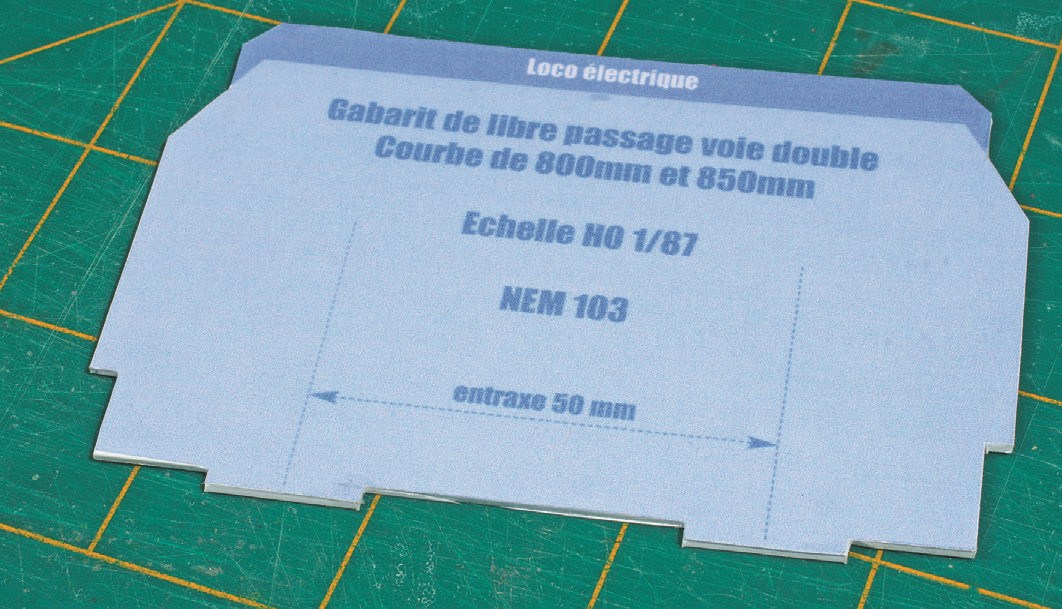 Loco électrique
Gabarit de libre passage voie double
Courbe de 800mm et 850mm
Echelle HO 1/87
NEM 103
entraxe 50 mm